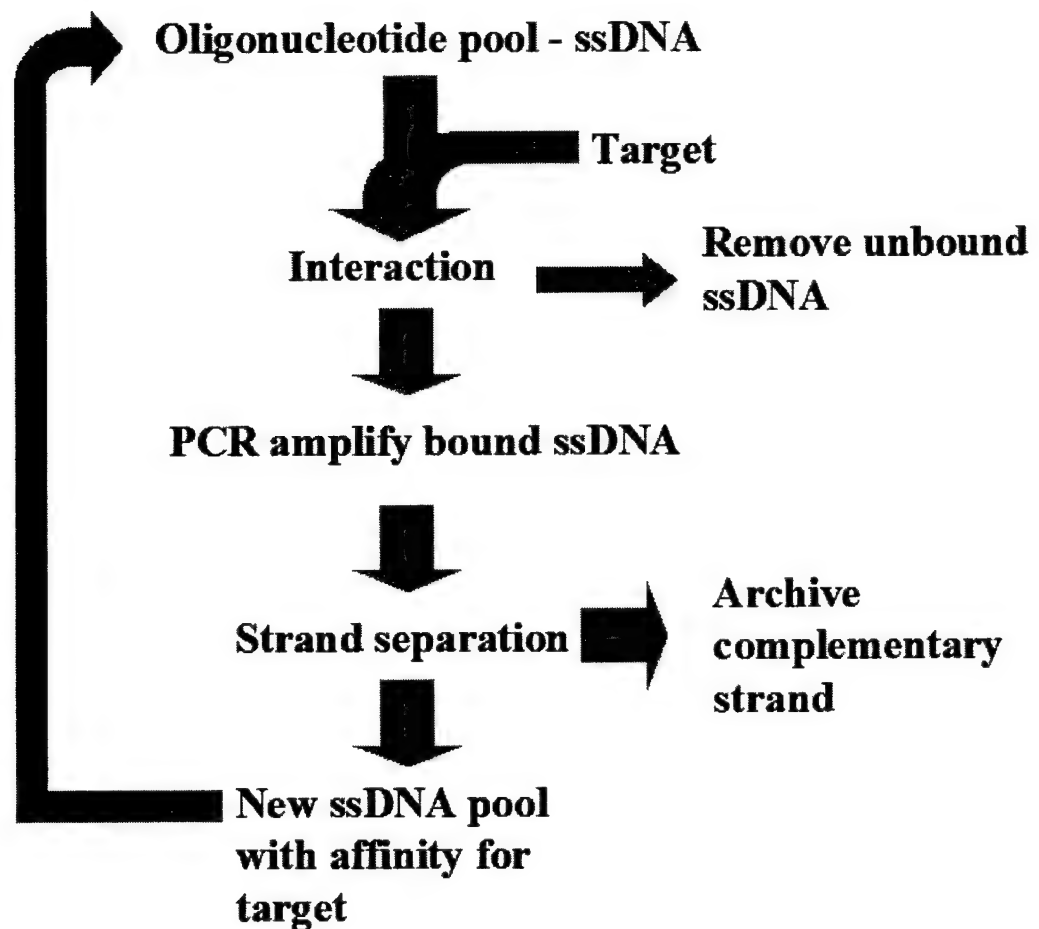 Oligonucleotide pool - ssDNA
Target
Interaction
Remove unbound
ssDNA
PCR amplify bound ssDNA
Strand separation
Archive
complementary
strand
New ssDNA pool
with affinity for
target